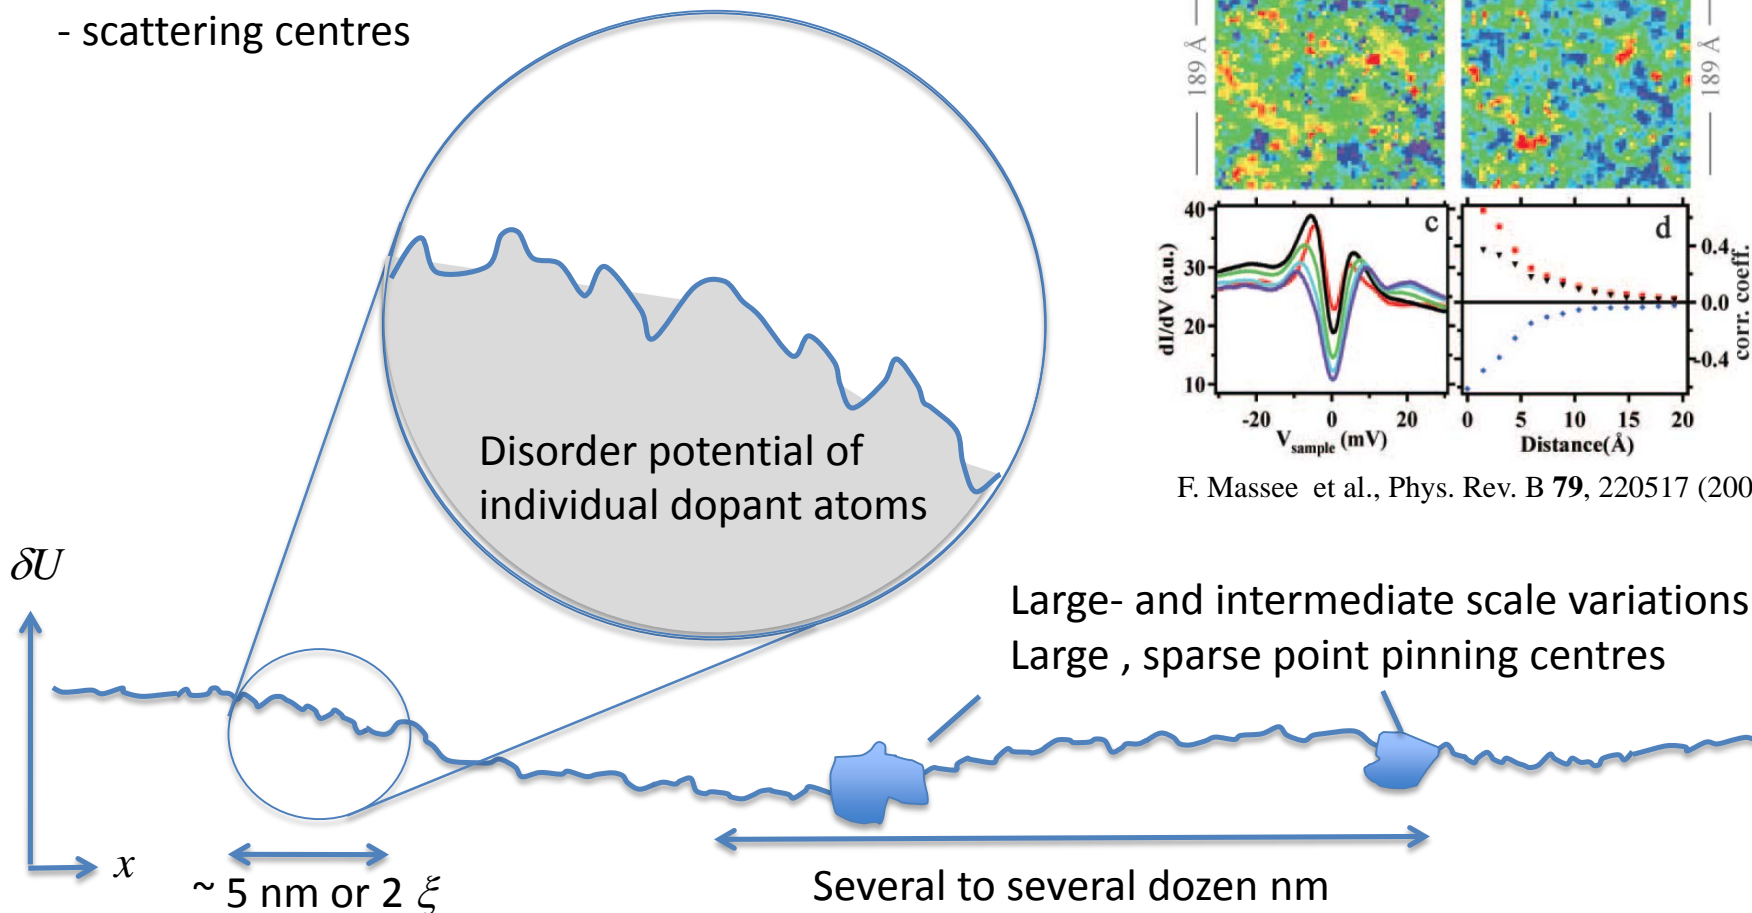 - scattering centres
189 Å
189 Å
40
30
20
10
dI/dV (a.u.)
c
-20
0
20
V_sample (mV)
d
0.4
0.0
-0.4
corr. coeff.
0
5
10
15
20
Distance(Å)
F. Massee et al., Phys. Rev. B 79, 220517 (200
Disorder potential of
individual dopant atoms
δU
Large- and intermediate scale variations
Large , sparse point pinning centres
x
~ 5 nm or 2 ξ
Several to several dozen nm